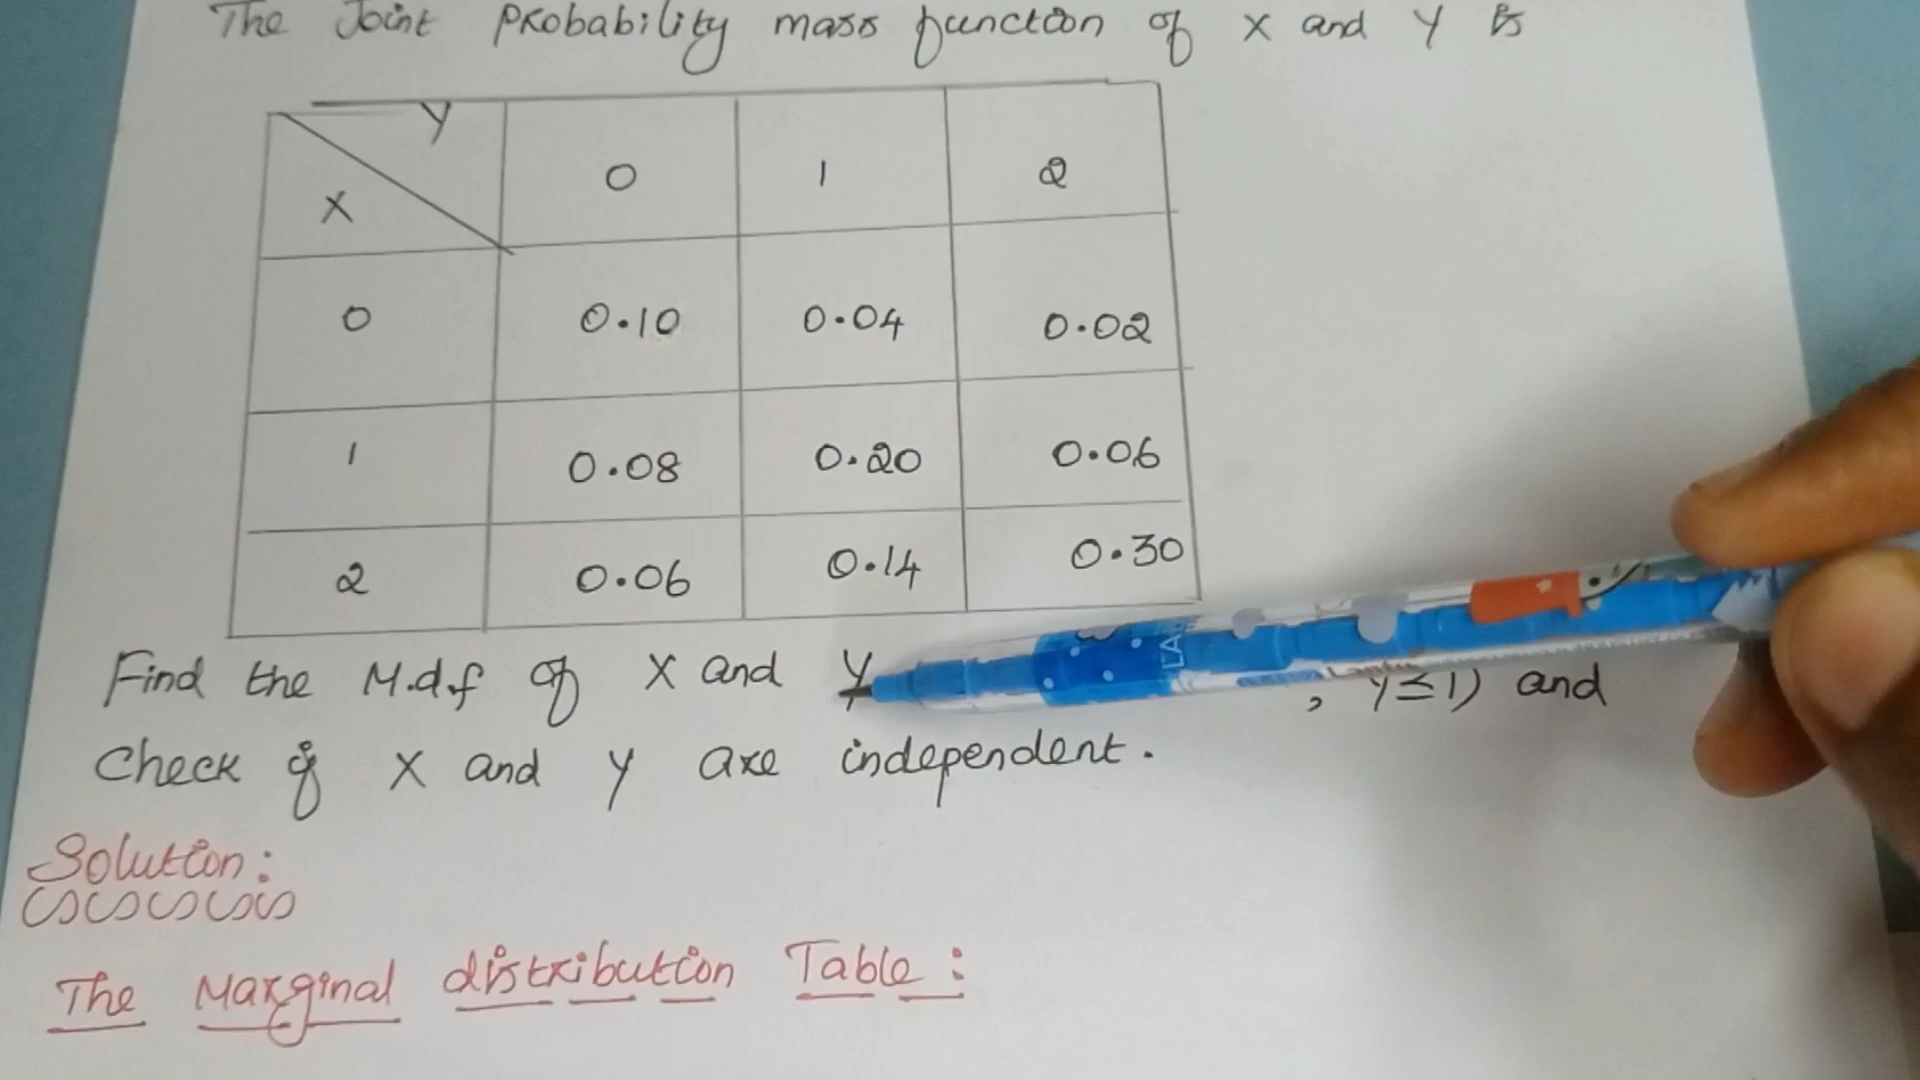 The Joint Probability mass function of X and Y is
Y
X
0 1 2
0 0.10 0.04 0.02
1 0.08 0.20 0.06
2 0.06 0.14 0.30
Find the M.d.f of X and Y , Y≤1) and
Check if X and Y are independent.
Solution:
The Marginal distribution Table: